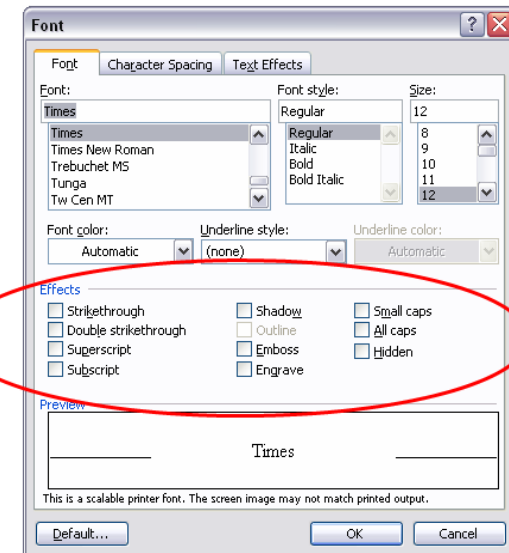 Font
Font Character Spacing Text Effects
Font: Font style: Size:
Times Regular 12
Times Regular 8
Times New Roman Italic 9
Trebuchet MS Bold 10
Tunga Bold Italic 11
Tw Cen MT 12
Font color: Underline style: Underline color:
Automatic (none) Automatic
Effects
Strikethrough Shadow Small caps
Double strikethrough Outline All caps
Superscript Emboss Hidden
Subscript Engrave
Preview
Times
This is a scalable printer font. The screen image may not match printed output.
Default... OK Cancel